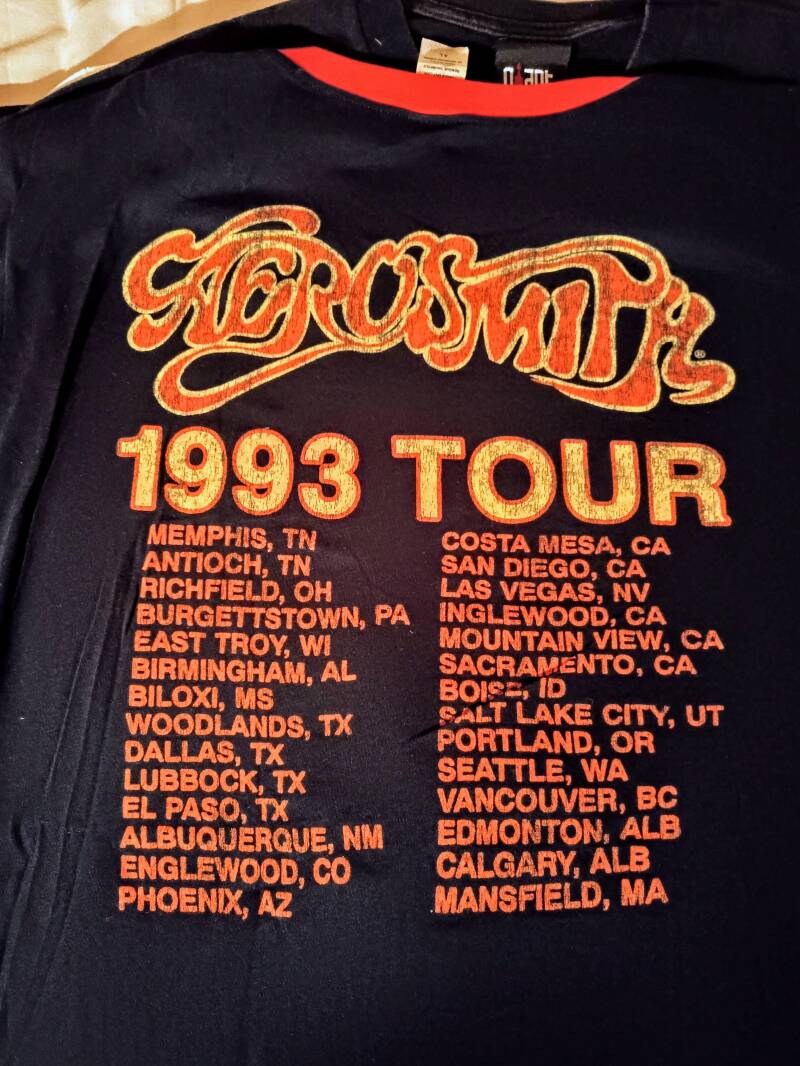 giant
AEROSMITH®
1993 TOUR
MEMPHIS, TN
ANTIOCH, TN
RICHFIELD, OH
BURGETTSTOWN, PA
EAST TROY, WI
BIRMINGHAM, AL
BILOXI, MS
WOODLANDS, TX
DALLAS, TX
LUBBOCK, TX
EL PASO, TX
ALBUQUERQUE, NM
ENGLEWOOD, CO
PHOENIX, AZ
COSTA MESA, CA
SAN DIEGO, CA
LAS VEGAS, NV
INGLEWOOD, CA
MOUNTAIN VIEW, CA
SACRAMENTO, CA
BOISE, ID
SALT LAKE CITY, UT
PORTLAND, OR
SEATTLE, WA
VANCOUVER, BC
EDMONTON, ALB
CALGARY, ALB
MANSFIELD, MA